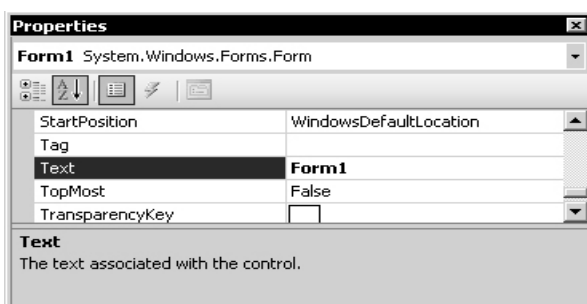 Properties
Form1 System.Windows.Forms.Form
StartPosition WindowsDefaultLocation
Tag
Text Form1
TopMost False
TransparencyKey
Text
The text associated with the control.